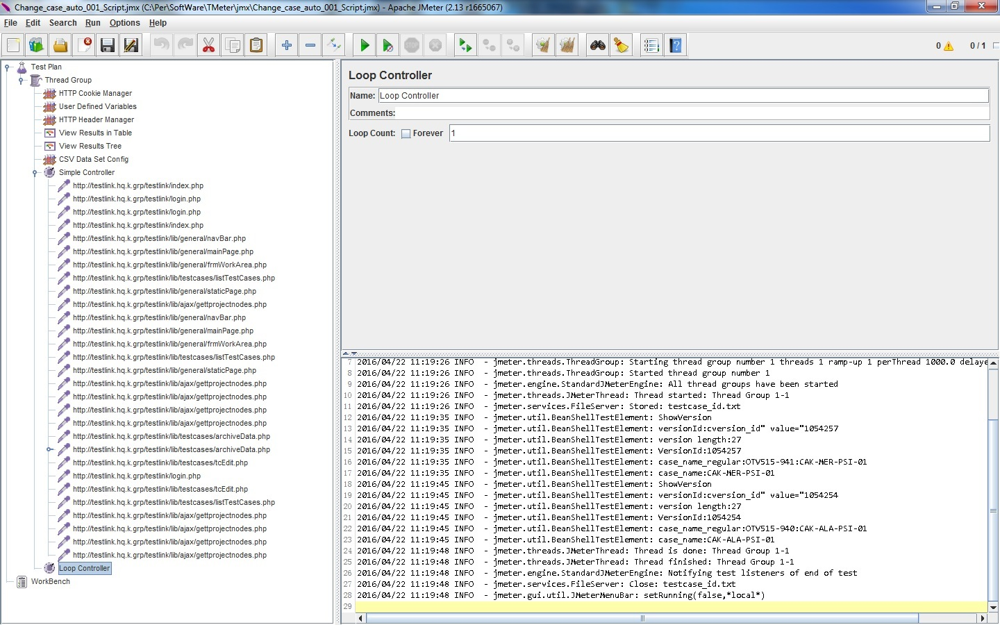 Change_case_auto_001_Script.jmx (C:\Per\SoftWare\TMeter\jmx\Change_case_auto_001_Script.jmx) - Apache JMeter (2.13 r1665067)
File Edit Search Run Options Help
STOP
0 0 / 1
Test Plan
Thread Group
HTTP Cookie Manager
User Defined Variables
HTTP Header Manager
View Results in Table
View Results Tree
CSV Data Set Config
Simple Controller
http://testlink.hq.k.grp/testlink/index.php
http://testlink.hq.k.grp/testlink/login.php
http://testlink.hq.k.grp/testlink/login.php
http://testlink.hq.k.grp/testlink/index.php
http://testlink.hq.k.grp/testlink/lib/general/navBar.php
http://testlink.hq.k.grp/testlink/lib/general/mainPage.php
http://testlink.hq.k.grp/testlink/lib/general/frmWorkArea.php
http://testlink.hq.k.grp/testlink/lib/testcases/listTestCases.php
http://testlink.hq.k.grp/testlink/lib/general/staticPage.php
http://testlink.hq.k.grp/testlink/lib/ajax/gettprojectnodes.php
http://testlink.hq.k.grp/testlink/lib/general/navBar.php
http://testlink.hq.k.grp/testlink/lib/general/mainPage.php
http://testlink.hq.k.grp/testlink/lib/general/frmWorkArea.php
http://testlink.hq.k.grp/testlink/lib/testcases/listTestCases.php
http://testlink.hq.k.grp/testlink/lib/general/staticPage.php
http://testlink.hq.k.grp/testlink/lib/ajax/gettprojectnodes.php
http://testlink.hq.k.grp/testlink/lib/ajax/gettprojectnodes.php
http://testlink.hq.k.grp/testlink/lib/ajax/gettprojectnodes.php
http://testlink.hq.k.grp/testlink/lib/ajax/gettprojectnodes.php
http://testlink.hq.k.grp/testlink/lib/testcases/archiveData.php
http://testlink.hq.k.grp/testlink/lib/testcases/archiveData.php
http://testlink.hq.k.grp/testlink/lib/testcases/tcEdit.php
http://testlink.hq.k.grp/testlink/login.php
http://testlink.hq.k.grp/testlink/lib/testcases/tcEdit.php
http://testlink.hq.k.grp/testlink/lib/testcases/listTestCases.php
http://testlink.hq.k.grp/testlink/lib/ajax/gettprojectnodes.php
http://testlink.hq.k.grp/testlink/lib/ajax/gettprojectnodes.php
http://testlink.hq.k.grp/testlink/lib/ajax/gettprojectnodes.php
http://testlink.hq.k.grp/testlink/lib/ajax/gettprojectnodes.php
Loop Controller
WorkBench
Loop Controller
Name: Loop Controller
Comments:
Loop Count: Forever 1
7 2016/04/22 11:19:26 INFO - jmeter.threads.ThreadGroup: Starting thread group number 1 threads 1 ramp-up 1 perThread 1000.0 delaye
8 2016/04/22 11:19:26 INFO - jmeter.threads.ThreadGroup: Started thread group number 1
9 2016/04/22 11:19:26 INFO - jmeter.engine.StandardJMeterEngine: All thread groups have been started
10 2016/04/22 11:19:26 INFO - jmeter.threads.JMeterThread: Thread started: Thread Group 1-1
11 2016/04/22 11:19:26 INFO - jmeter.services.FileServer: Stored: testcase_id.txt
12 2016/04/22 11:19:35 INFO - jmeter.util.BeanShellTestElement: ShowVersion
13 2016/04/22 11:19:35 INFO - jmeter.util.BeanShellTestElement: versionId:cversion_id" value="1054257
14 2016/04/22 11:19:35 INFO - jmeter.util.BeanShellTestElement: version length:27
15 2016/04/22 11:19:35 INFO - jmeter.util.BeanShellTestElement: VersionId:1054257
16 2016/04/22 11:19:35 INFO - jmeter.util.BeanShellTestElement: case_name_regular:OTV515-941:CAK-MER-PSI-01
17 2016/04/22 11:19:35 INFO - jmeter.util.BeanShellTestElement: case_name:CAK-MER-PSI-01
18 2016/04/22 11:19:45 INFO - jmeter.util.BeanShellTestElement: ShowVersion
19 2016/04/22 11:19:45 INFO - jmeter.util.BeanShellTestElement: versionId:cversion_id" value="1054254
20 2016/04/22 11:19:45 INFO - jmeter.util.BeanShellTestElement: version length:27
21 2016/04/22 11:19:45 INFO - jmeter.util.BeanShellTestElement: VersionId:1054254
22 2016/04/22 11:19:45 INFO - jmeter.util.BeanShellTestElement: case_name_regular:OTV515-940:CAK-ALA-PSI-01
23 2016/04/22 11:19:45 INFO - jmeter.util.BeanShellTestElement: case_name:CAK-ALA-PSI-01
24 2016/04/22 11:19:48 INFO - jmeter.threads.JMeterThread: Thread is done: Thread Group 1-1
25 2016/04/22 11:19:48 INFO - jmeter.threads.JMeterThread: Thread finished: Thread Group 1-1
26 2016/04/22 11:19:48 INFO - jmeter.engine.StandardJMeterEngine: Notifying test listeners of end of test
27 2016/04/22 11:19:48 INFO - jmeter.services.FileServer: Close: testcase_id.txt
28 2016/04/22 11:19:48 INFO - jmeter.gui.util.JMeterMenuBar: setRunning(false,*local*)
29